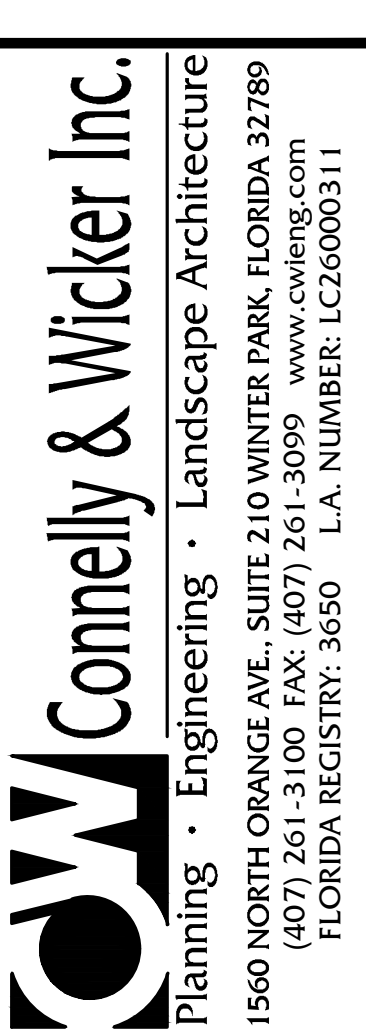 CW Connelly & Wicker Inc.
Planning · Engineering · Landscape Architecture
1560 NORTH ORANGE AVE., SUITE 210 WINTER PARK, FLORIDA 32789
(407) 261-3100 FAX: (407) 261-3099 www.cwieng.com
FLORIDA REGISTRY: 3650 L.A. NUMBER: LC26000311